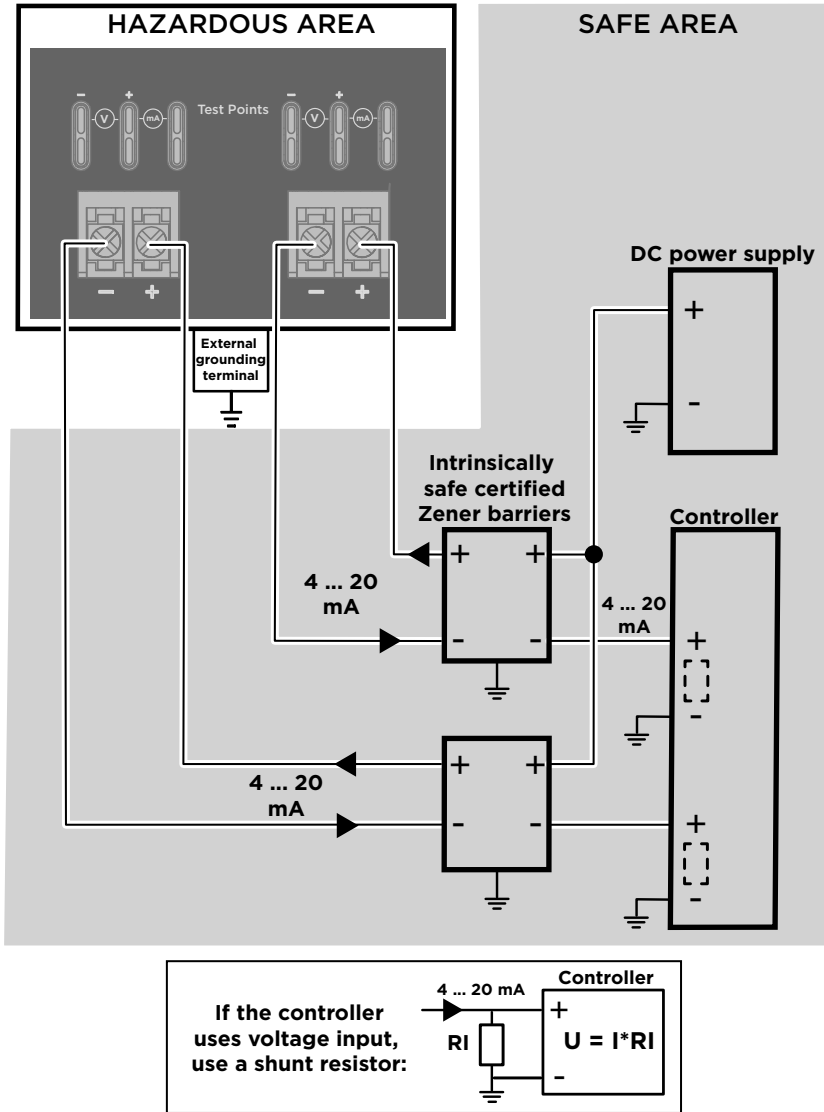 HAZARDOUS AREA
SAFE AREA
- + - +
V mA Test Points V mA
- + - +
External
grounding
terminal
DC power supply
+
-
Intrinsically
safe certified
Zener barriers
Controller
+ +
4 ... 20
mA
4 ... 20
mA
- -
+
-
+ +
4 ... 20
mA
- -
+
-
If the controller
uses voltage input,
use a shunt resistor:
4 ... 20 mA
RI
Controller
+
U = I*RI
-